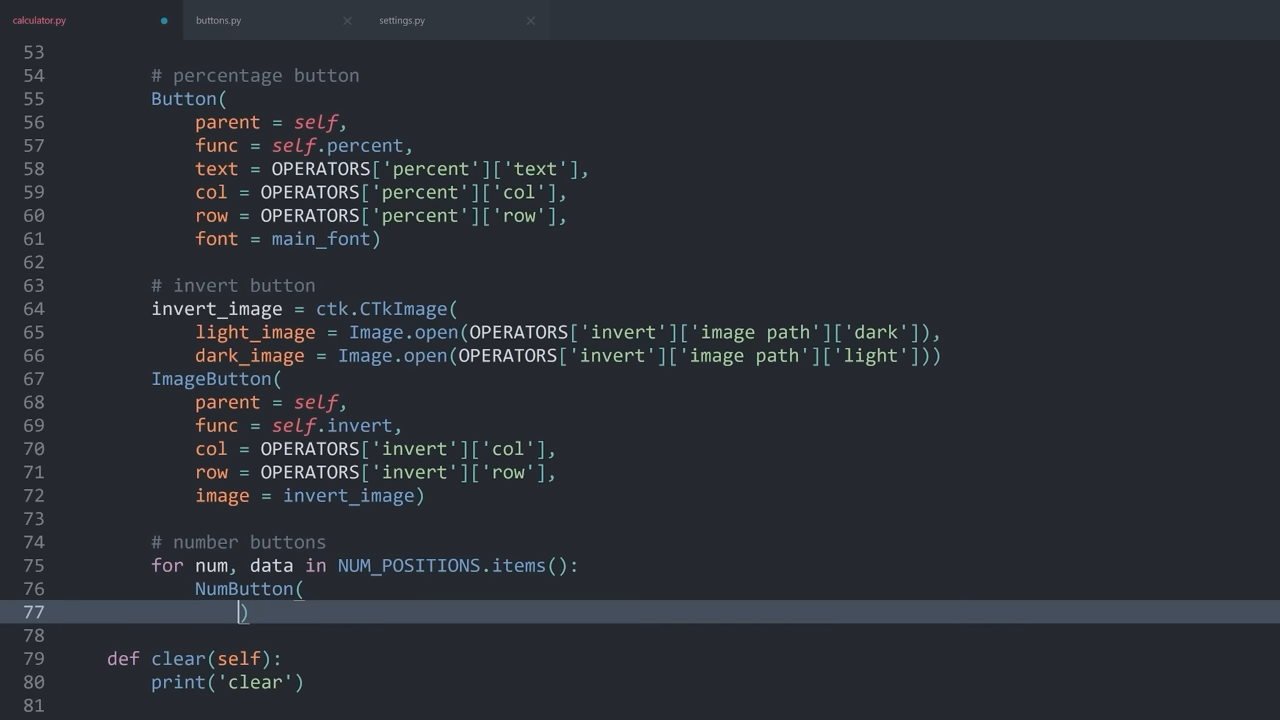 calculator.py buttons.py settings.py
53
54 # percentage button
55 Button(
56 parent = self,
57 func = self.percent,
58 text = OPERATORS['percent']['text'],
59 col = OPERATORS['percent']['col'],
60 row = OPERATORS['percent']['row'],
61 font = main_font)
62
63 # invert button
64 invert_image = ctk.CTkImage(
65 light_image = Image.open(OPERATORS['invert']['image path']['dark']),
66 dark_image = Image.open(OPERATORS['invert']['image path']['light']))
67 ImageButton(
68 parent = self,
69 func = self.invert,
70 col = OPERATORS['invert']['col'],
71 row = OPERATORS['invert']['row'],
72 image = invert_image)
73
74 # number buttons
75 for num, data in NUM_POSITIONS.items():
76 NumButton(
77 )
78
79 def clear(self):
80 print('clear')
81